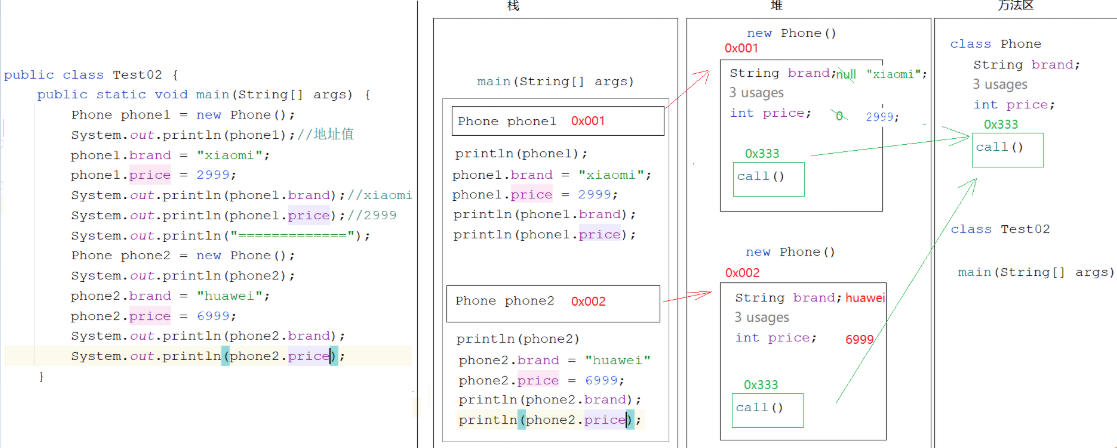 public class Test02 {
public static void main(String[] args) {
Phone phone1 = new Phone();
System.out.println(phone1);//地址值
phone1.brand = "xiaomi";
phone1.price = 2999;
System.out.println(phone1.brand);//xiaomi
System.out.println(phone1.price);//2999
System.out.println("=============");
Phone phone2 = new Phone();
System.out.println(phone2);
phone2.brand = "huawei";
phone2.price = 6999;
System.out.println(phone2.brand);
System.out.println(phone2.price);
}
栈
main(String[] args)
Phone phone1 0x001
println(phone1);
phone1.brand = "xiaomi";
phone1.price = 2999;
println(phone1.brand);
println(phone1.price);
Phone phone2 0x002
println(phone2)
phone2.brand = "huawei"
phone2.price = 6999;
println(phone2.brand);
println(phone2.price);
堆
new Phone()
0x001
String brand;null "xiaomi";
3 usages
int price; 0 2999;
0x333
call()
new Phone()
0x002
String brand; huawei
3 usages
int price; 6999
0x333
call()
方法区
class Phone
String brand;
3 usages
int price;
0x333
call()
class Test02
main(String[] args)